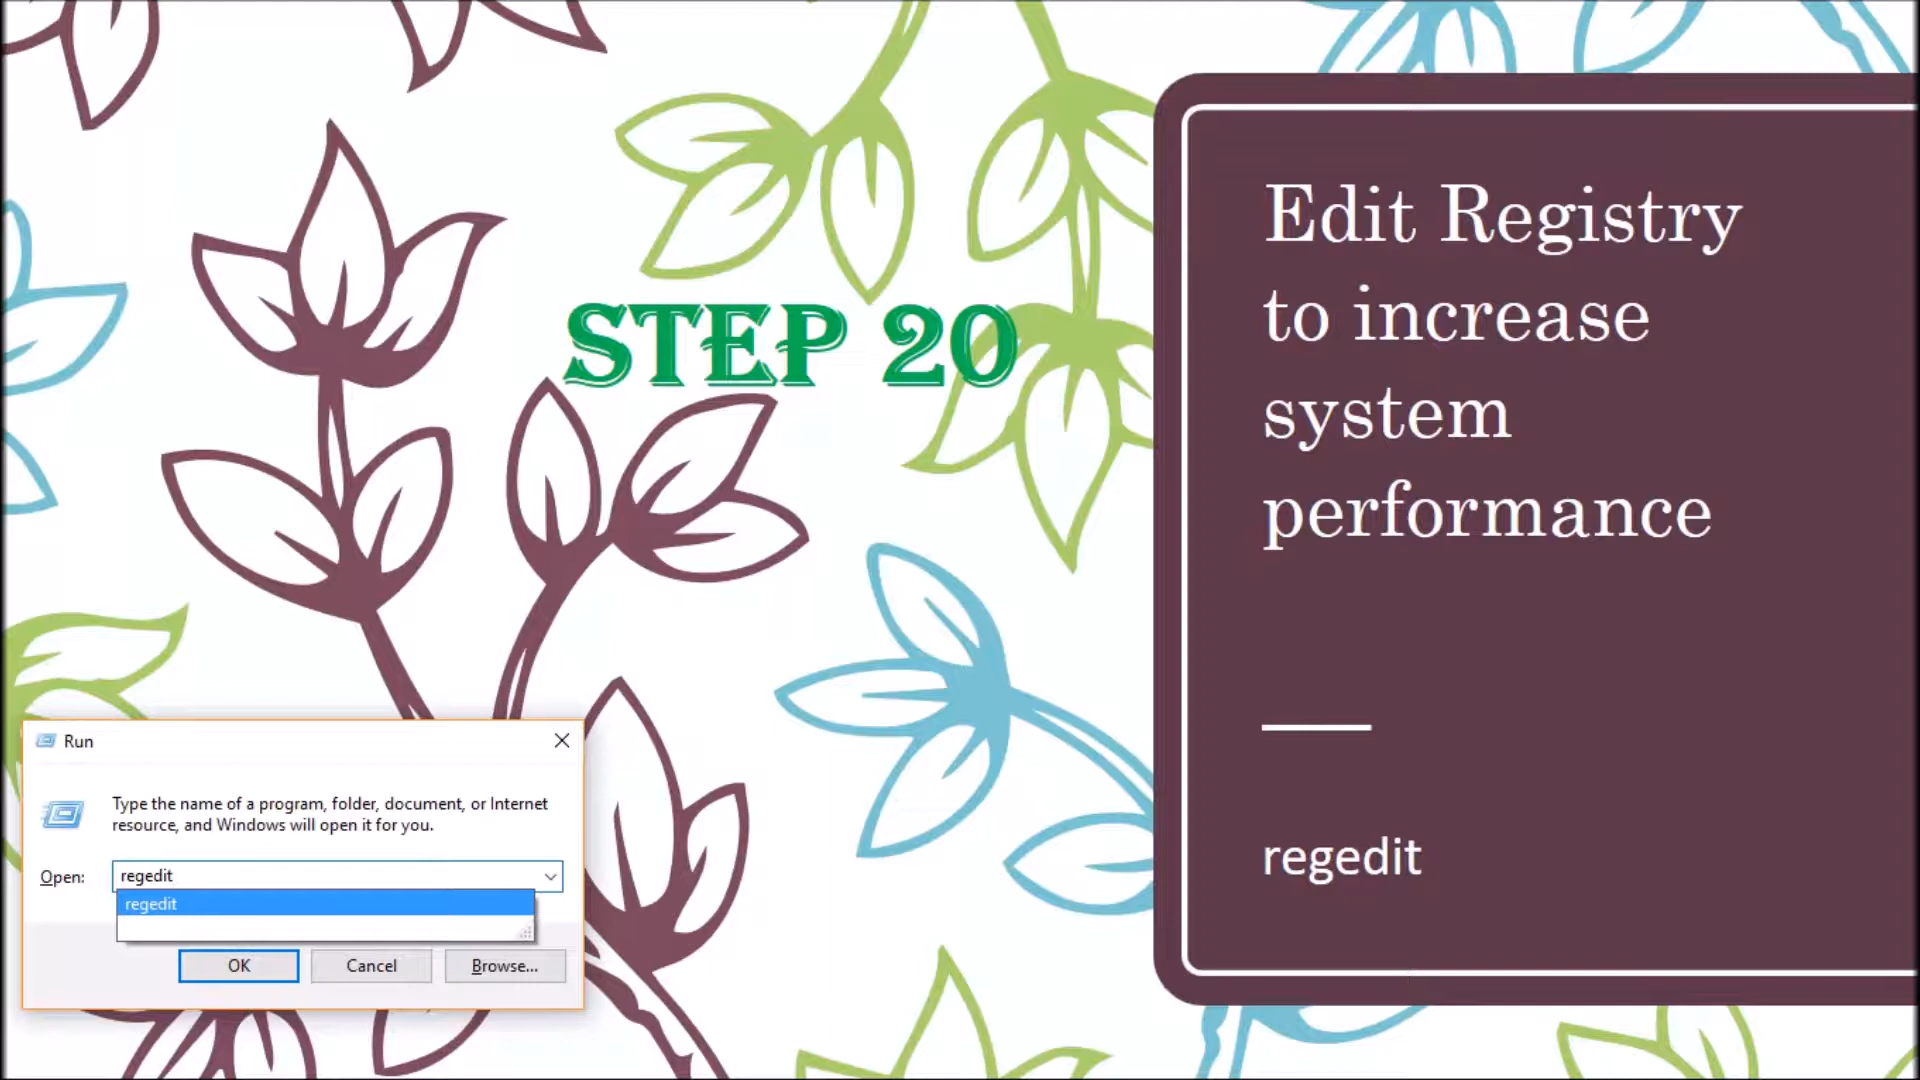 STEP 20
Edit Registry
to increase
system
performance
regedit
Run
Type the name of a program, folder, document, or Internet
resource, and Windows will open it for you.
Open: regedit
regedit
OK Cancel Browse...